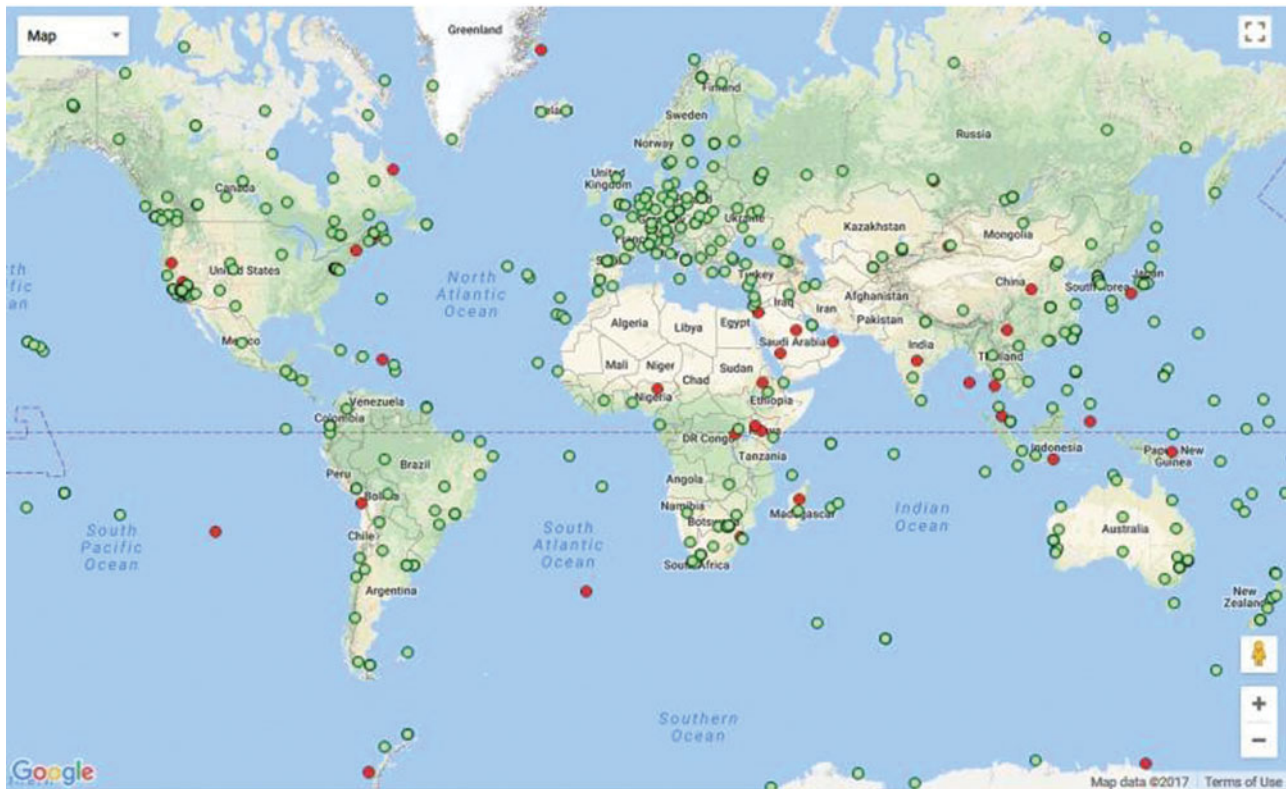 Map
Greenland
Finland
Sweden
Russia
Norway
United
Kingdom
Canada
Ukraine
Kazakhstan
Mongolia
United States
North
Atlantic
Ocean
Turkey
China
South Korea
Japan
Iraq
Iran
Afghanistan
Pakistan
Algeria
Libya
Egypt
Saudi Arabia
India
Mexico
Mali
Niger
Chad
Sudan
Thailand
Nigeria
Ethiopia
Venezuela
Colombia
DR Congo
Kenya
Tanzania
Indonesia
Papua New
Guinea
Brazil
Peru
Angola
Bolivia
Namibia
Madagascar
Indian
Ocean
Botswana
Australia
South
Pacific
Ocean
Chile
South
Atlantic
Ocean
South Africa
Argentina
New
Zealand
Southern
Ocean
Google
Map data ©2017
Terms of Use